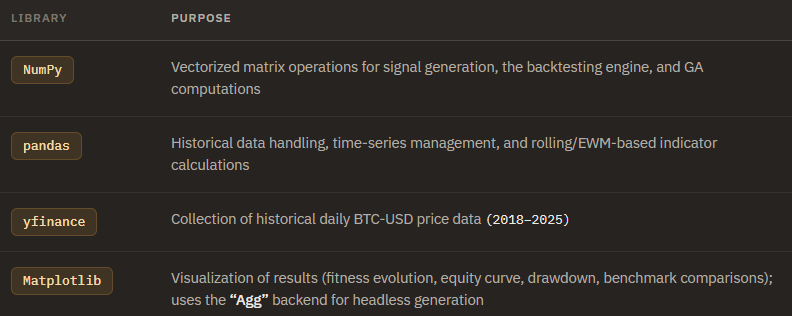 LIBRARY PURPOSE
NumPy Vectorized matrix operations for signal generation, the backtesting engine, and GA
computations
pandas Historical data handling, time-series management, and rolling/EWM-based indicator
calculations
yfinance Collection of historical daily BTC-USD price data (2018–2025)
Matplotlib Visualization of results (fitness evolution, equity curve, drawdown, benchmark comparisons);
uses the “Agg” backend for headless generation